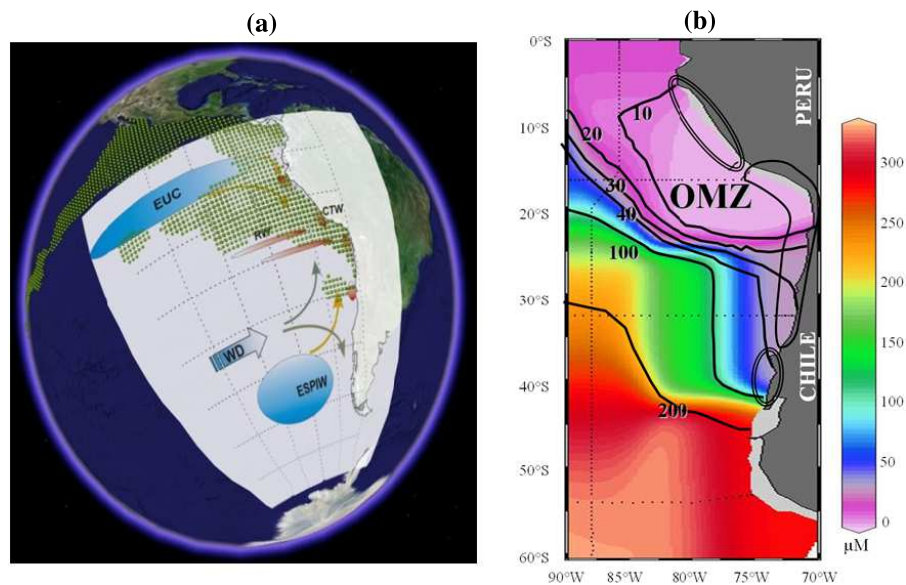 (a)
(b)
EUC
RW
CTW
WD
ESPIW
0°S
10°S
20°S
30°S
40°S
50°S
60°S
90°W
85°W
80°W
75°W
70°W
10
20
30
40
100
200
OMZ
PERU
CHILE
300
250
200
150
100
50
0
µM